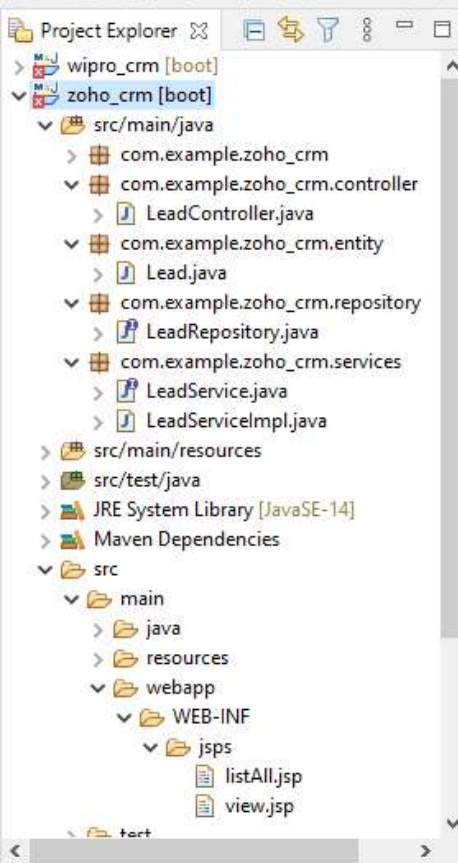 Project Explorer
wipro_crm [boot]
zoho_crm [boot]
src/main/java
com.example.zoho_crm
com.example.zoho_crm.controller
LeadController.java
com.example.zoho_crm.entity
Lead.java
com.example.zoho_crm.repository
LeadRepository.java
com.example.zoho_crm.services
LeadService.java
LeadServiceImpl.java
src/main/resources
src/test/java
JRE System Library [JavaSE-14]
Maven Dependencies
src
main
java
resources
webapp
WEB-INF
jsps
listAll.jsp
view.jsp
test